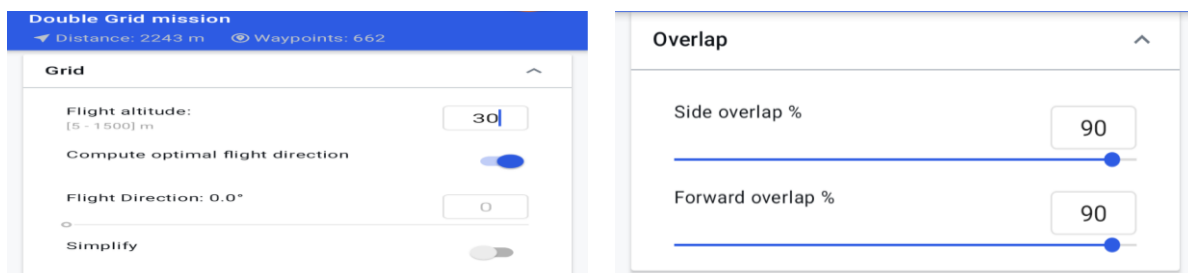 Double Grid mission
Distance: 2243 m Waypoints: 662
Grid
Flight altitude:
30
[5 - 1500] m
Compute optimal flight direction
Flight Direction: 0.0°
0
Simplify
Overlap
Side overlap %
90
Forward overlap %
90